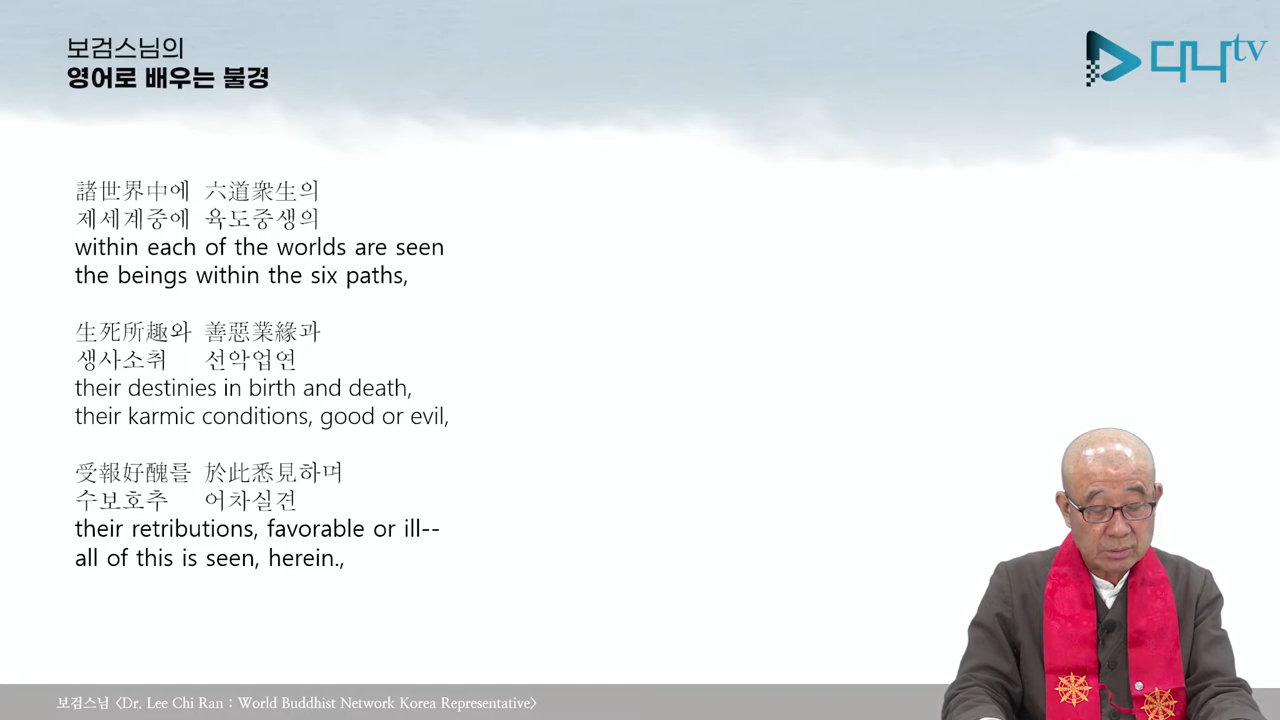 보검스님의
영어로 배우는 불경
다나tv
諸世界中에 六道衆生의
제세계중에 육도중생의
within each of the worlds are seen
the beings within the six paths,
生死所趣와 善惡業緣과
생사소취 선악업연
their destinies in birth and death,
their karmic conditions, good or evil,
受報好醜를 於此悉見하며
수보호추 어차실견
their retributions, favorable or ill--
all of this is seen, herein.,
보검스님 <Dr. Lee Chi Ran : World Buddhist Network Korea Representative>